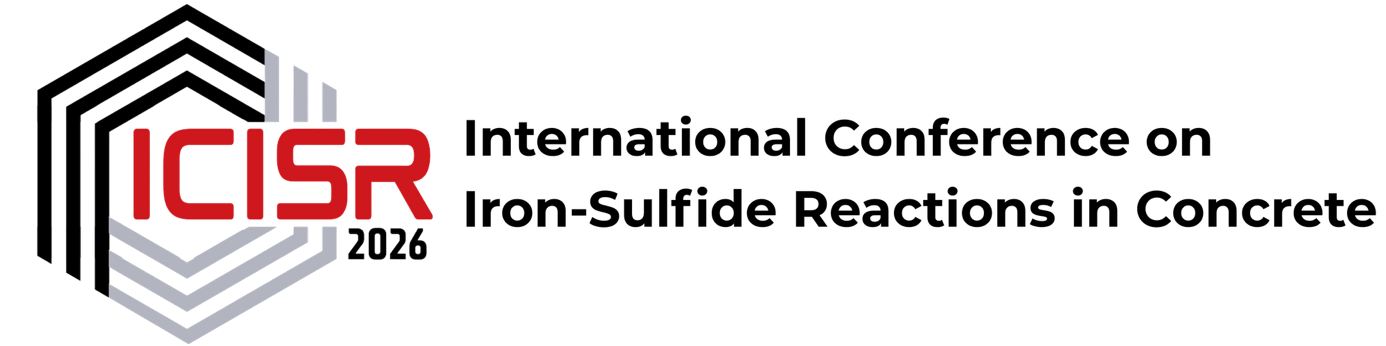 ICISR
2026
International Conference on
Iron-Sulfide Reactions in Concrete